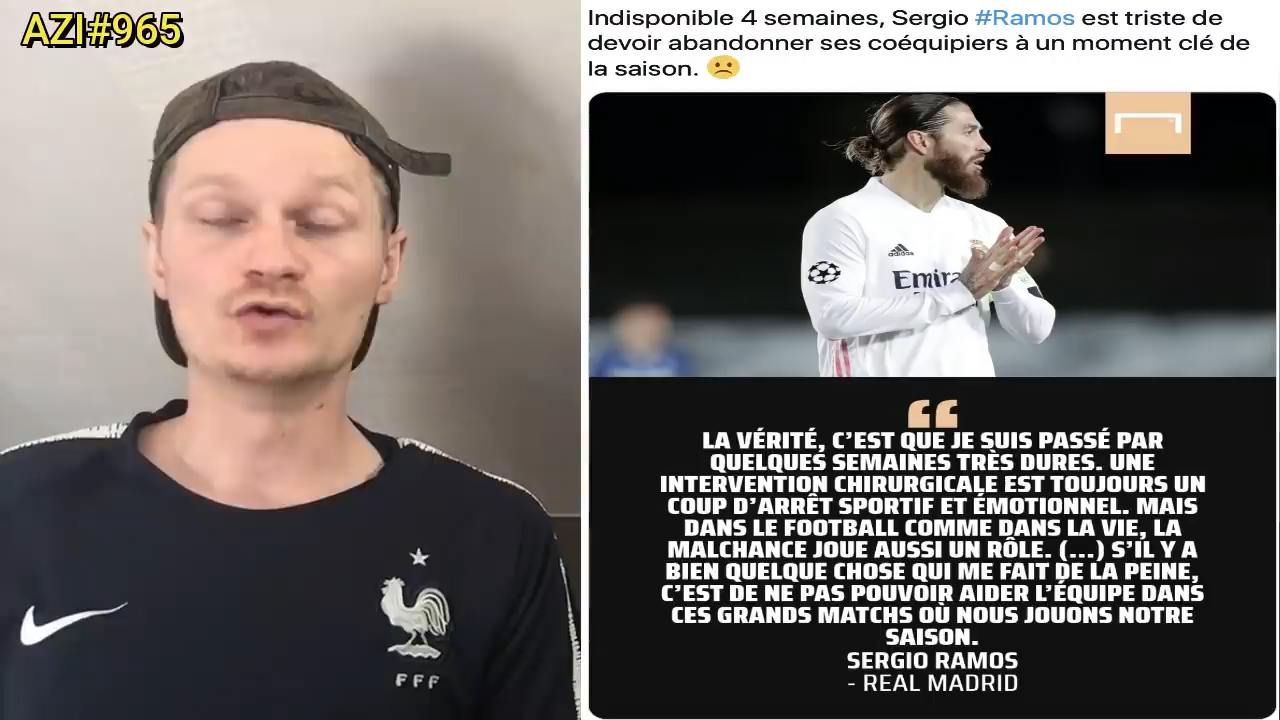 AZI#965
Indisponible 4 semaines, Sergio #Ramos est triste de
devoir abandonner ses coéquipiers à un moment clé de
la saison.
adidas
Emira
LA VÉRITÉ, C'EST QUE JE SUIS PASSÉ PAR
QUELQUES SEMAINES TRÈS DURES. UNE
INTERVENTION CHIRURGICALE EST TOUJOURS UN
COUP D'ARRÊT SPORTIF ET ÉMOTIONNEL. MAIS
DANS LE FOOTBALL COMME DANS LA VIE, LA
MALCHANCE JOUE AUSSI UN RÔLE. (...) S'IL Y A
BIEN QUELQUE CHOSE QUI ME FAIT DE LA PEINE,
C'EST DE NE PAS POUVOIR AIDER L'ÉQUIPE DANS
CES GRANDS MATCHS OÙ NOUS JOUONS NOTRE
SAISON.
SERGIO RAMOS
- REAL MADRID
FFF